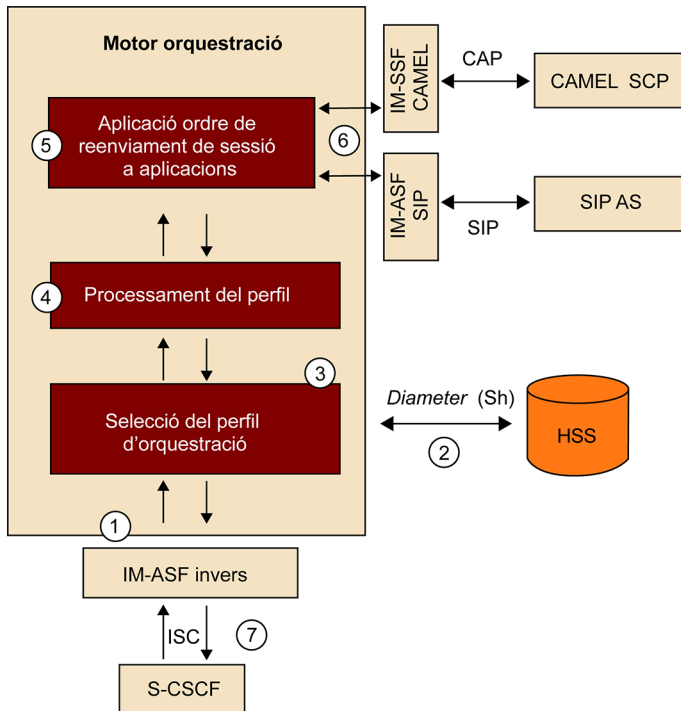 Motor orquestració
Aplicació ordre de
reenviament de sessió
a aplicacions
5
6
IM-SSF
CAMEL
CAP
CAMEL SCP
IM-ASF
SIP
SIP
SIP AS
Processament del perfil
4
3
Selecció del perfil
d'orquestració
Diameter (Sh)
2
HSS
1
IM-ASF invers
ISC
7
S-CSCF